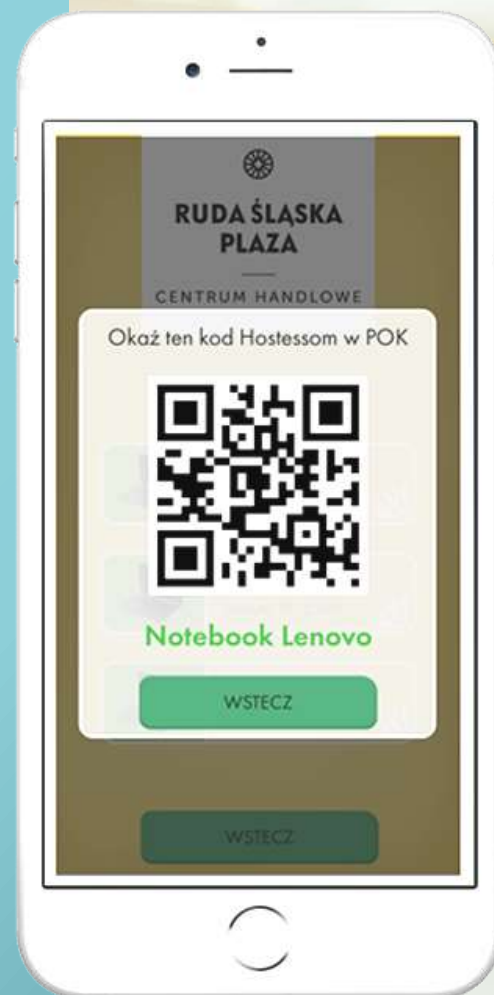 RUDA ŚLĄSKA
PLAZA
CENTRUM HANDLOWE
Okaż ten kod Hostessom w POK
Notebook Lenovo
WSTECZ
WSTECZ